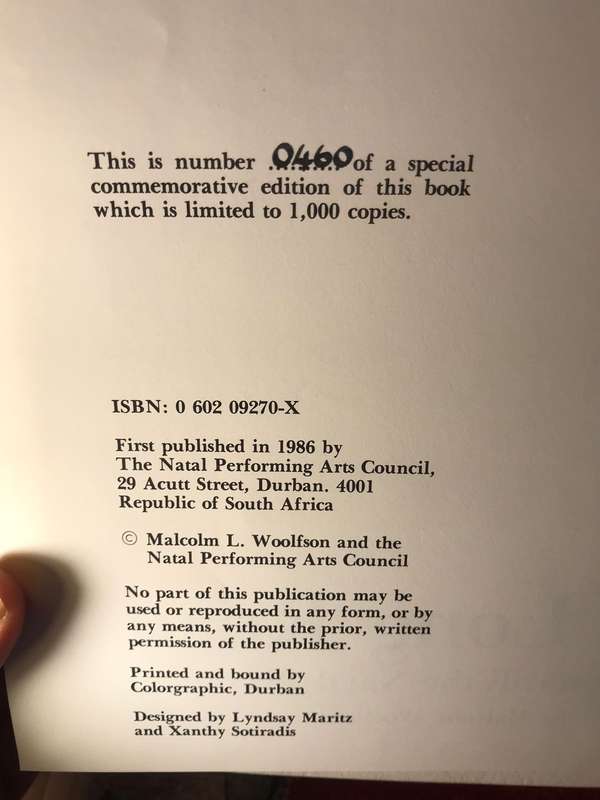 This is number 0460 of a special
commemorative edition of this book
which is limited to 1,000 copies.
ISBN: 0 602 09270-X
First published in 1986 by
The Natal Performing Arts Council,
29 Acutt Street, Durban. 4001
Republic of South Africa
© Malcolm L. Woolfson and the
Natal Performing Arts Council
No part of this publication may be
used or reproduced in any form, or by
any means, without the prior, written
permission of the publisher.
Printed and bound by
Colorgraphic, Durban
Designed by Lyndsay Maritz
and Xanthy Sotiradis